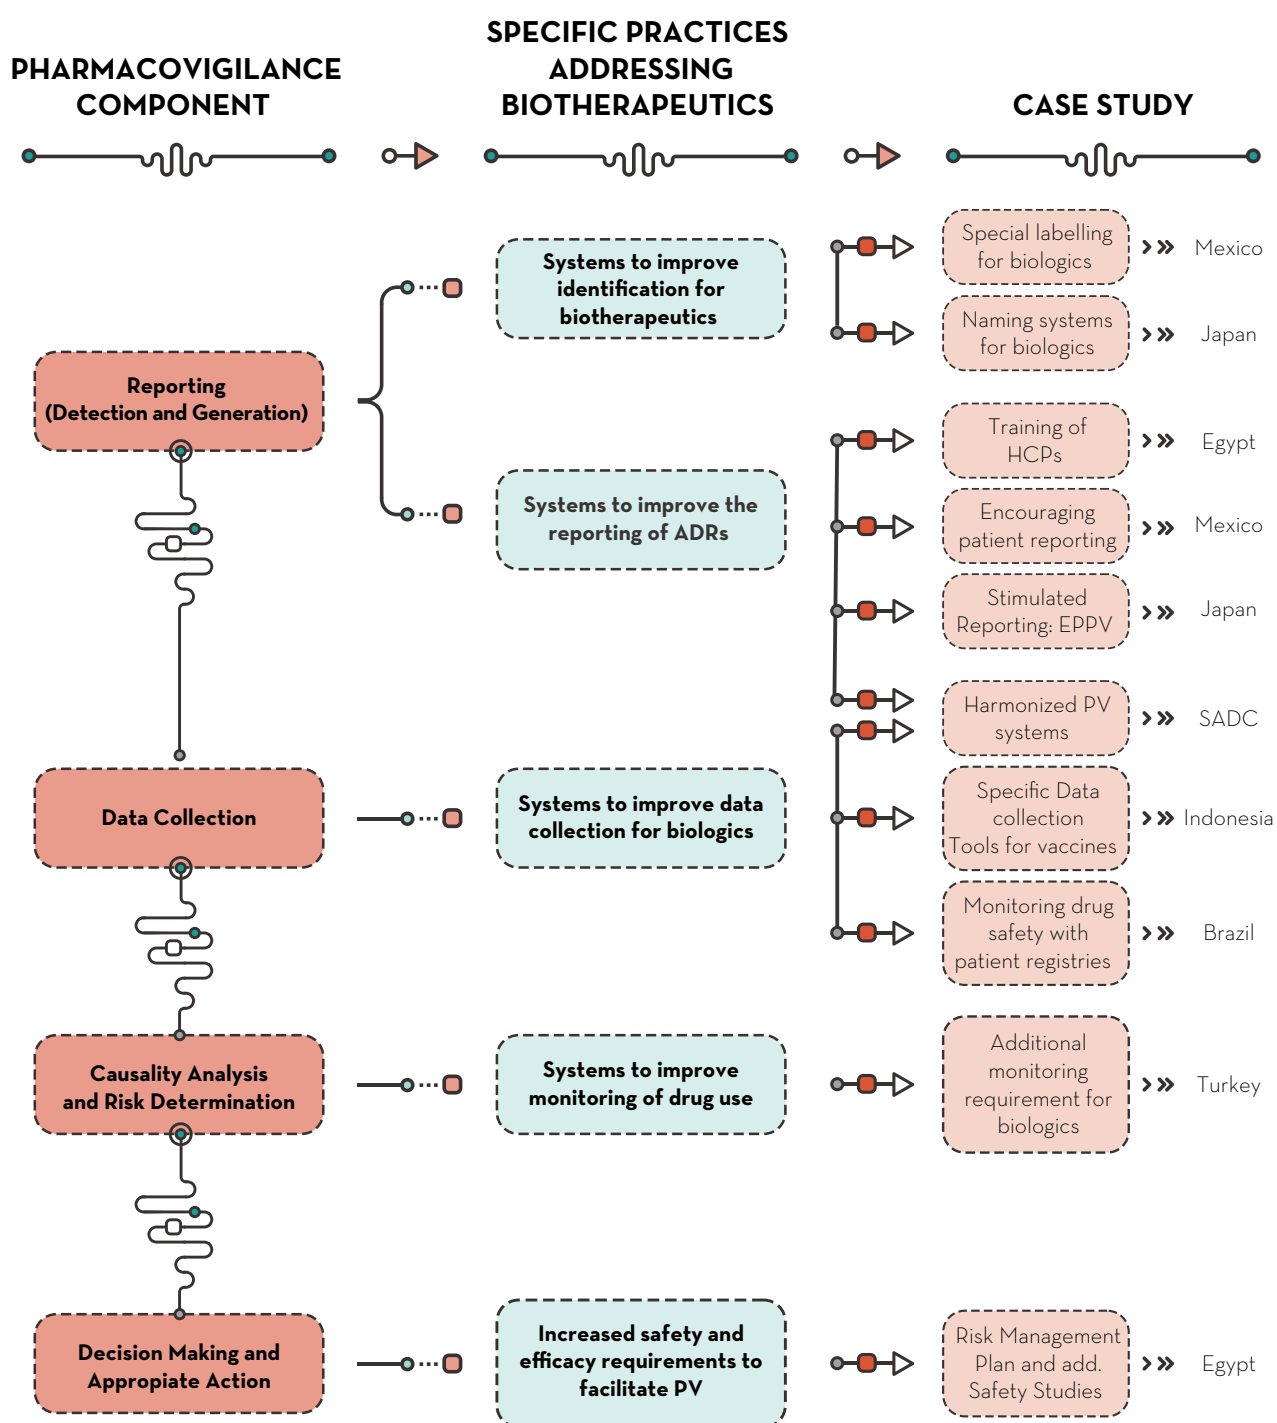 PHARMACOVIGILANCE
COMPONENT
SPECIFIC PRACTICES
ADDRESSING
BIOTHERAPEUTICS
CASE STUDY
Reporting
(Detection and Generation)
Systems to improve
identification for
biotherapeutics
Special labelling
for biologics
Mexico
Naming systems
for biologics
Japan
Systems to improve the
reporting of ADRs
Training of
HCPs
Egypt
Encouraging
patient reporting
Mexico
Stimulated
Reporting: EPPV
Japan
Harmonized PV
systems
SADC
Data Collection
Systems to improve data
collection for biologics
Specific Data
collection
Tools for vaccines
Indonesia
Monitoring drug
safety with
patient registries
Brazil
Causality Analysis
and Risk Determination
Systems to improve
monitoring of drug use
Additional
monitoring
requirement for
biologics
Turkey
Decision Making and
Appropiate Action
Increased safety and
efficacy requirements to
facilitate PV
Risk Management
Plan and add.
Safety Studies
Egypt